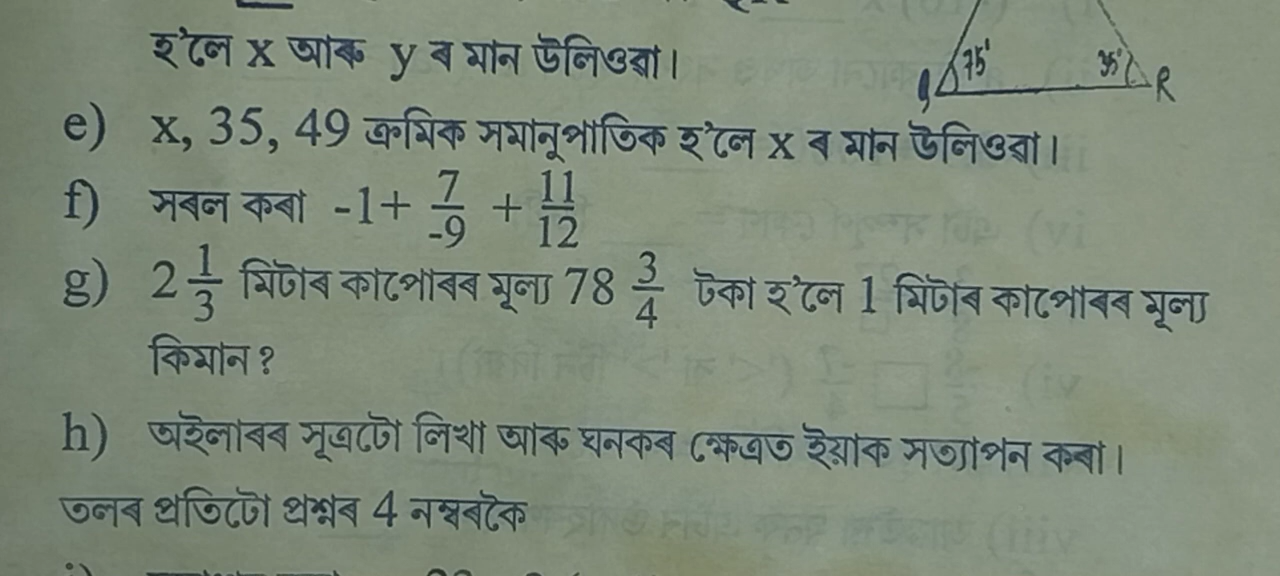 হ'লে x আৰু y ৰ মান উলিওৱা।
75°
R
e) x, 35, 49 ক্ৰমিক সমানুপাতিক হ'লে x ৰ মান উলিওৱা।
f) সৰল কৰা -1+ 7/-9 + 11/12
g) 2 1/3 মিটাৰ কাপোৰৰ মূল্য 78 3/4 টকা হ'লে 1 মিটাৰ কাপোৰৰ মূল্য
কিমান?
h) অইলাৰৰ সূত্ৰটো লিখা আৰু ঘনকৰ ক্ষেত্ৰত ইয়াক সত্যাপন কৰা।
তলৰ প্ৰতিটো প্ৰশ্নৰ 4 নম্বৰকৈ